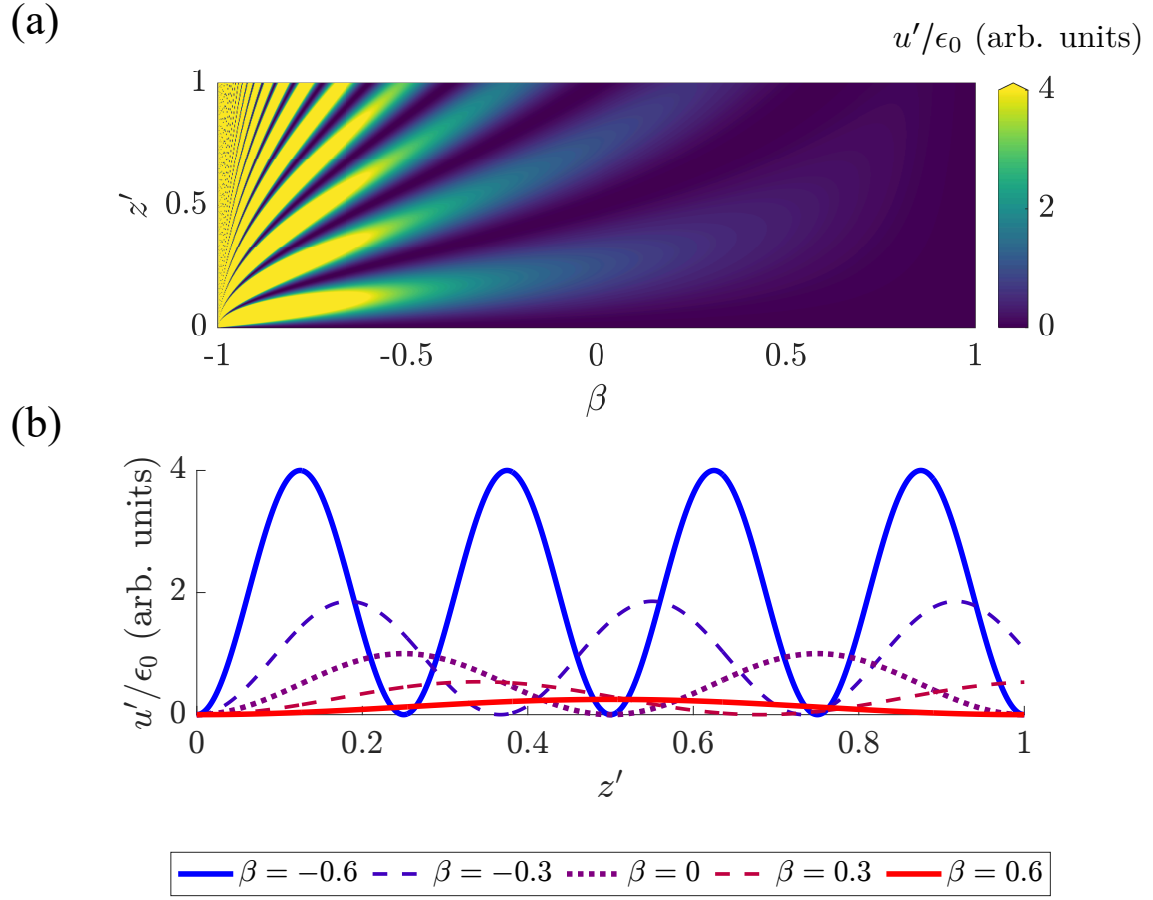 (a)
u′/ϵ₀ (arb. units)
1
0.5
0
z′
-1
-0.5
0
0.5
1
β
4
2
0
(b)
u′/ϵ₀ (arb. units)
4
2
0
0
0.2
0.4
0.6
0.8
1
z′
β = −0.6 β = −0.3 β = 0 β = 0.3 β = 0.6